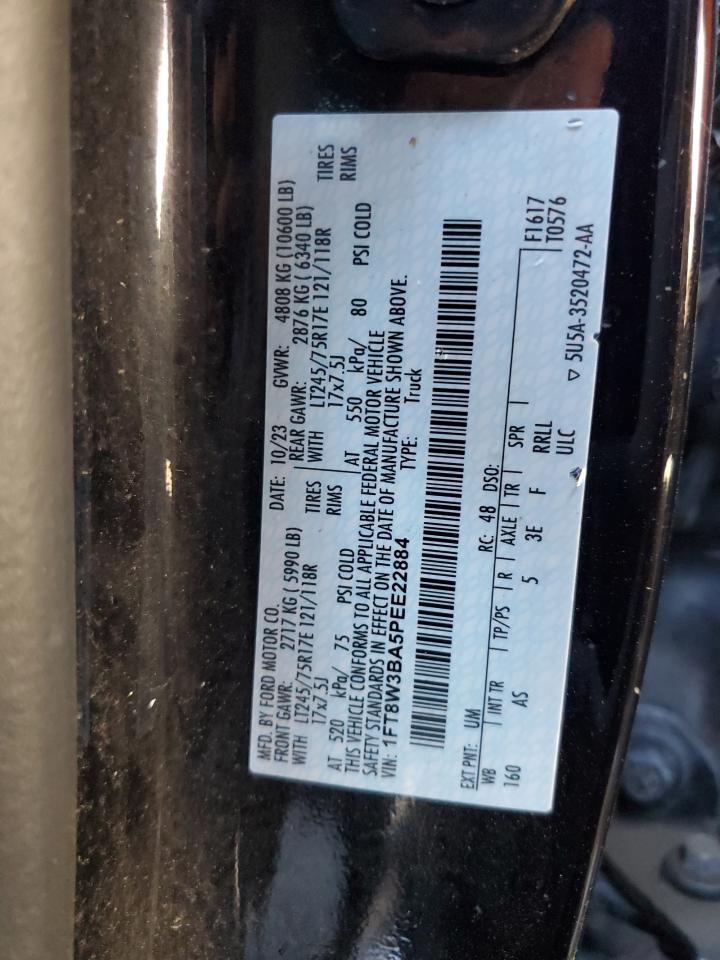 MFD. BY FORD MOTOR CO.
DATE: 10/23 GVWR: 4808 KG (10600 LB)
FRONT GAWR: 2717 KG ( 5990 LB) REAR GAWR: 2876 KG ( 6340 LB)
WITH LT245/75R17E 121/118R TIRES WITH LT245/75R17E 121/118R TIRES
17x7.5J RIMS 17x7.5J RIMS
AT 520 kPa/ 75 PSI COLD AT 550 kPa/ 80 PSI COLD
THIS VEHICLE CONFORMS TO ALL APPLICABLE FEDERAL MOTOR VEHICLE
SAFETY STANDARDS IN EFFECT ON THE DATE OF MANUFACTURE SHOWN ABOVE.
VIN: 1FT8W3BA5PEE22884 TYPE: Truck
EXT PNT: UM RC: 48 DSO: F1617
WB INT TR TP/PS R AXLE TR SPR T0576
160 AS 5 3E F RRLL
ULC 5U5A-3520472-AA